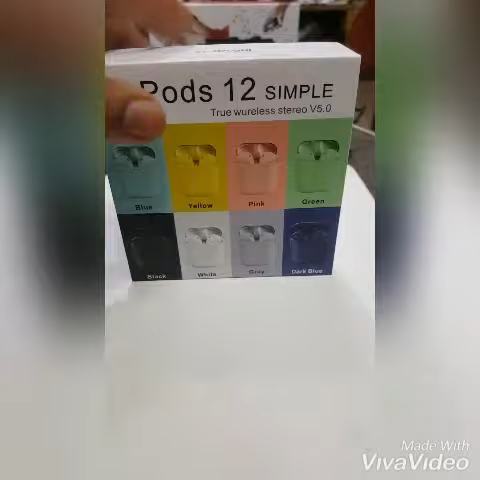 Pods 12 SIMPLE
True wureless stereo V5.0
Blue Yellow Pink Green
Black White Gray Dark Blue
Made With
VivaVideo